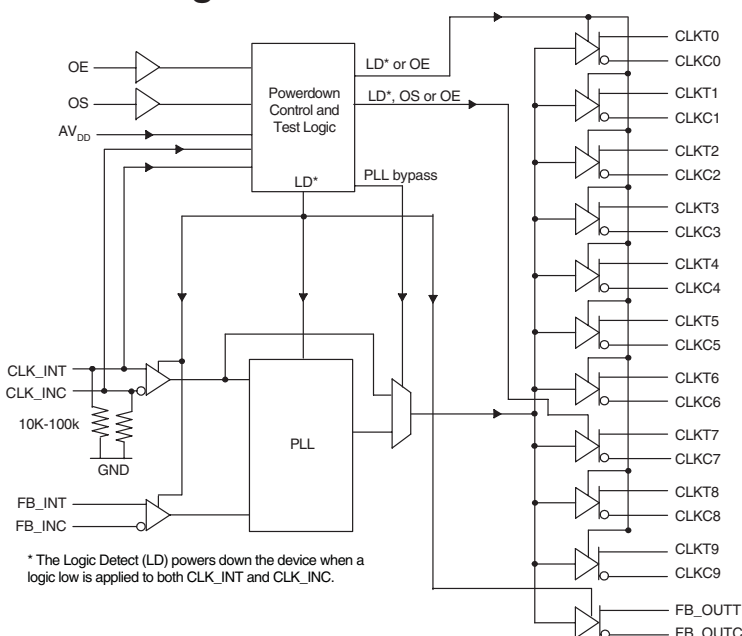 OE
OS
AVDD
Powerdown
Control and
Test Logic
LD*
LD* or OE
LD*, OS or OE
PLL bypass
CLK_INT
CLK_INC
10K-100k
GND
FB_INT
FB_INC
PLL
CLKT0
CLKC0
CLKT1
CLKC1
CLKT2
CLKC2
CLKT3
CLKC3
CLKT4
CLKC4
CLKT5
CLKC5
CLKT6
CLKC6
CLKT7
CLKC7
CLKT8
CLKC8
CLKT9
CLKC9
FB_OUTT
FB_OUTC
* The Logic Detect (LD) powers down the device when a
logic low is applied to both CLK_INT and CLK_INC.